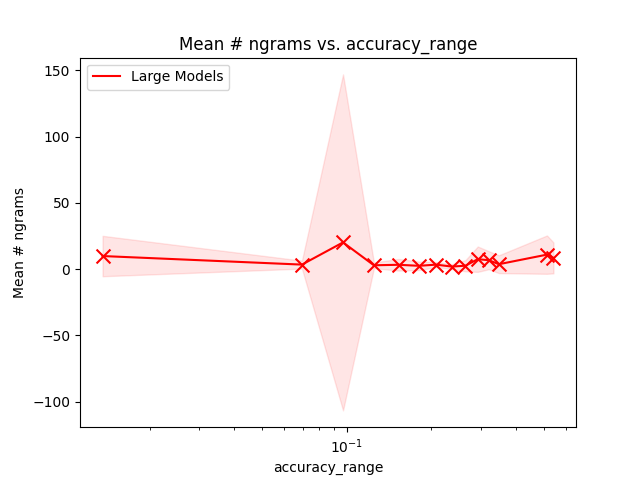 Mean # ngrams vs. accuracy_range
Large Models
150
100
50
0
−50
−100
Mean # ngrams
10⁻¹
accuracy_range